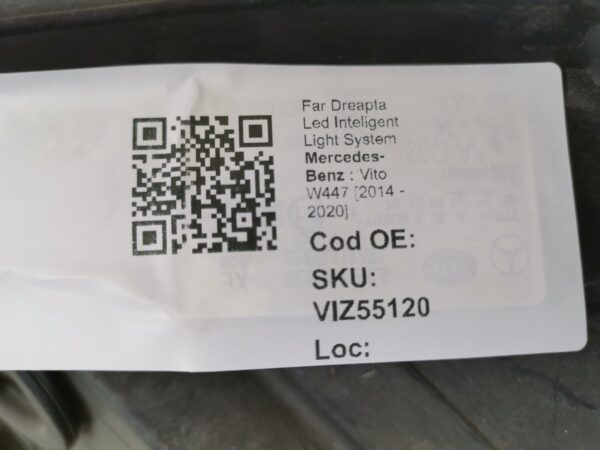 Far Dreapta
Led Inteligent
Light System
Mercedes-
Benz : Vito
W447 [2014 -
2020]
Cod OE:
SKU:
VIZ55120
Loc: